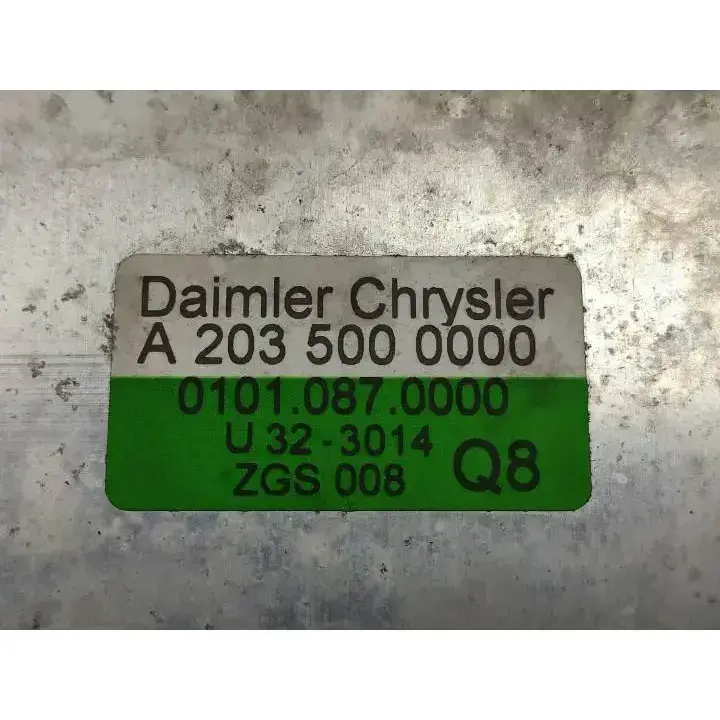 Daimler Chrysler
A 203 500 0000
0101.087.0000
U 32 - 3014
ZGS 008
Q8